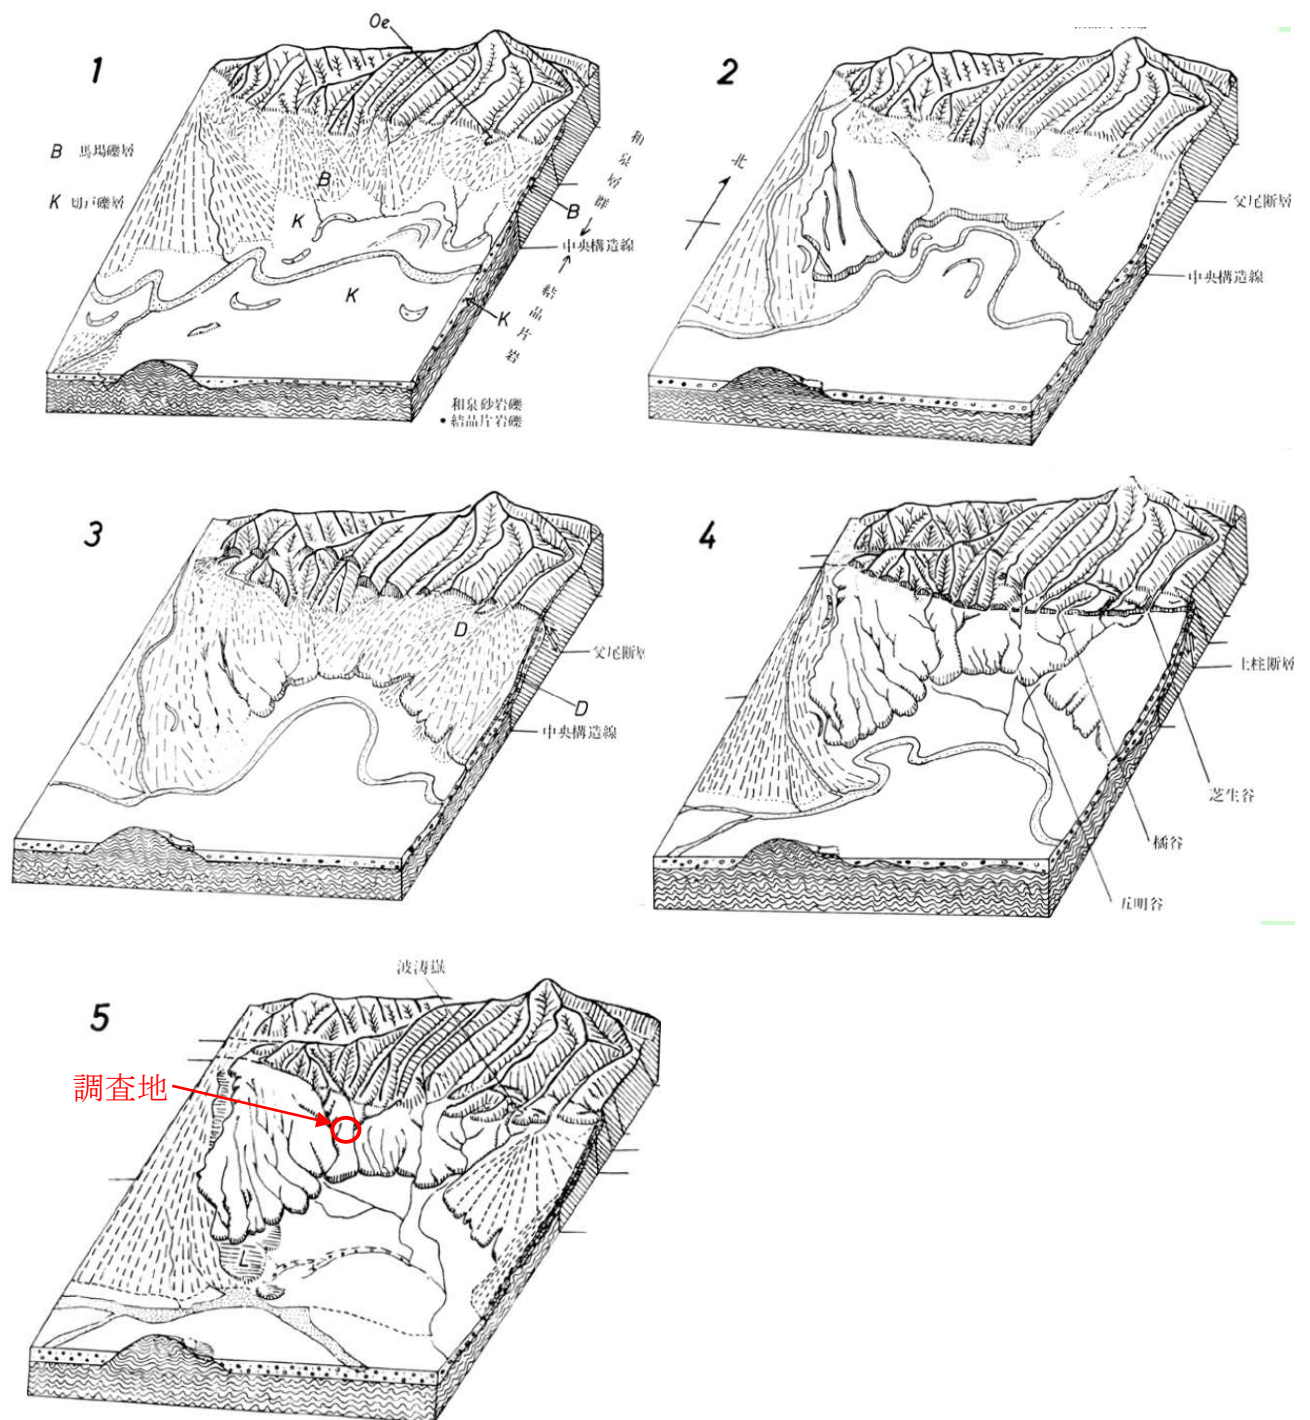 1
Oe
B 馬場礫層
K 切戸礫層
B
K
K
和泉層群
B
中央構造線
結晶片岩
K
和泉砂岩礫
• 結晶片岩礫
2
北
父尾断層
中央構造線
3
D
父尾断層
D
中央構造線
4
上柱断層
芝生谷
橘谷
五明谷
5
波濤嶽
調査地
L